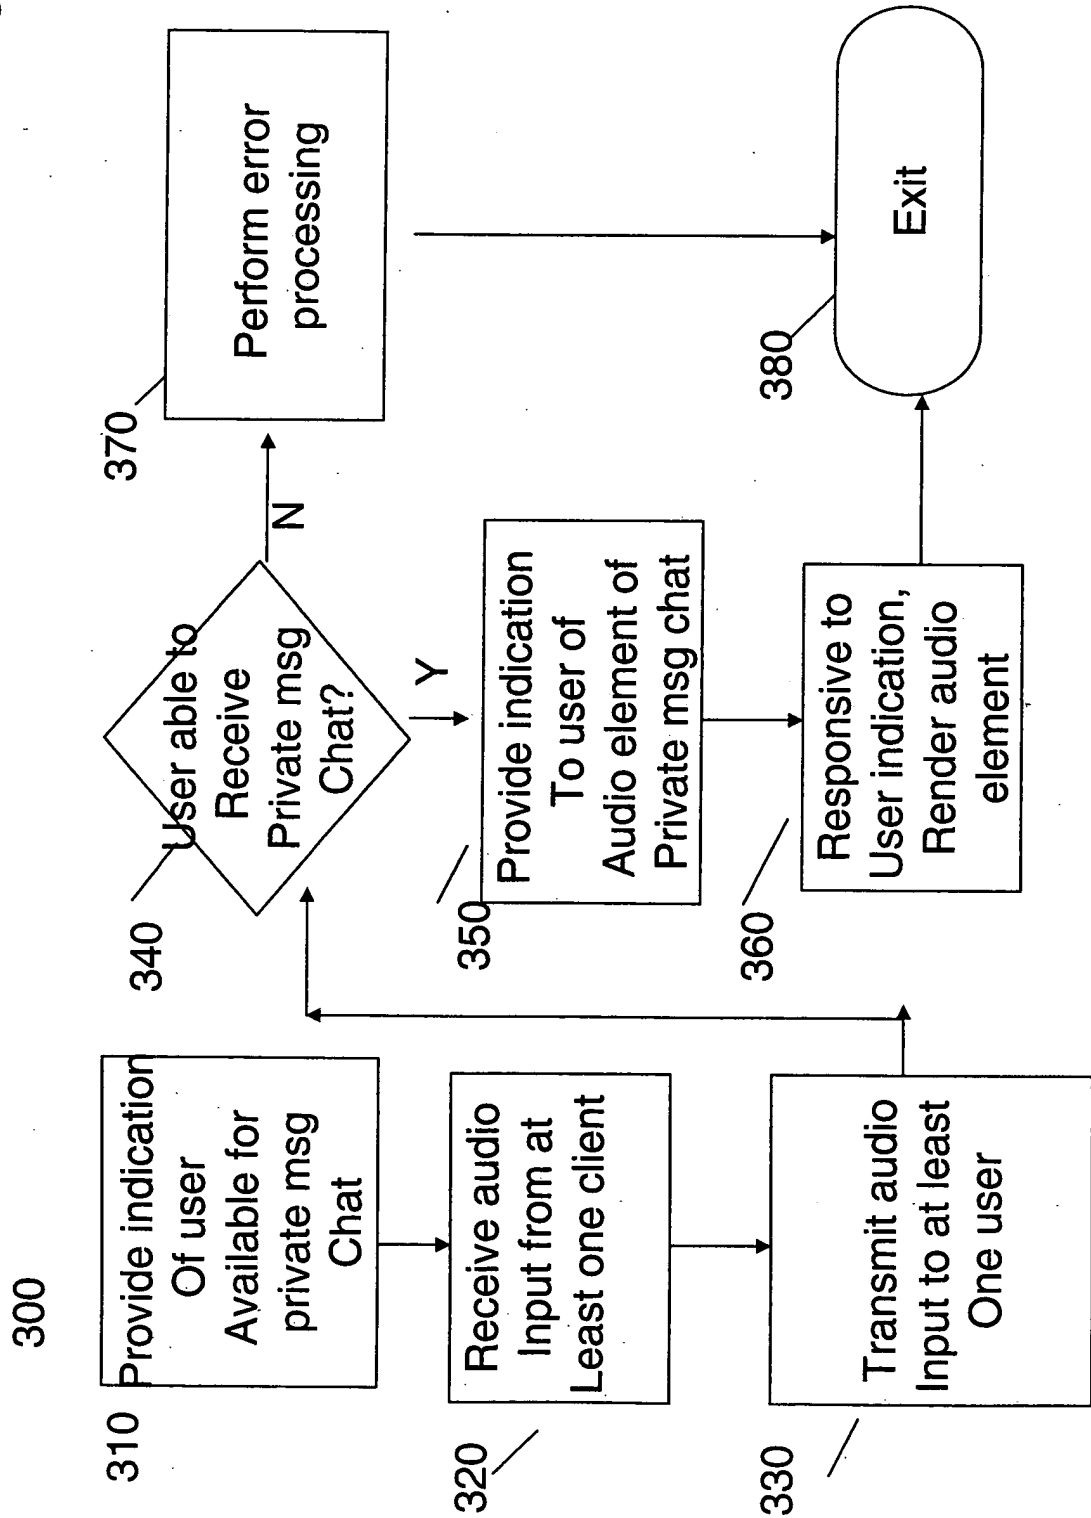 300
310
Provide indication
Of user
Available for
private msg
Chat
320
Receive audio
Input from at
Least one client
330
Transmit audio
Input to at least
One user
340
User able to
Receive
Private msg
Chat?
N
Y
350
Provide indication
To user of
Audio element of
Private msg chat
360
Responsive to
User indication,
Render audio
element
370
Perform error
processing
380
Exit